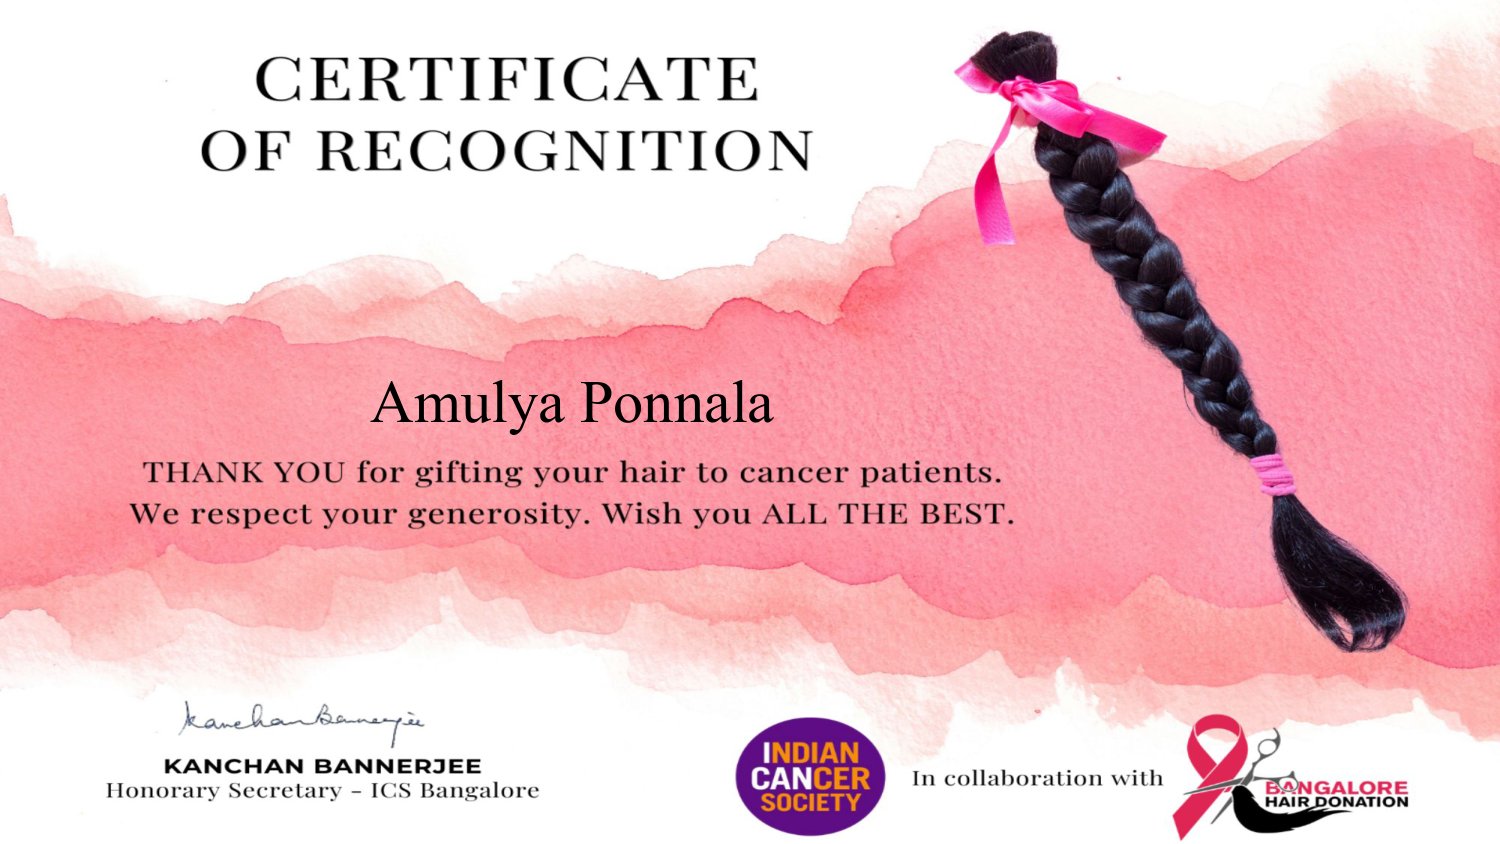 CERTIFICATE
OF RECOGNITION
Amulya Ponnala
THANK YOU for gifting your hair to cancer patients.
We respect your generosity. Wish you ALL THE BEST.
Kanchan Bannerjee
KANCHAN BANNERJEE
Honorary Secretary - ICS Bangalore
INDIAN
CANCER
SOCIETY
In collaboration with
BANGALORE
HAIR DONATION